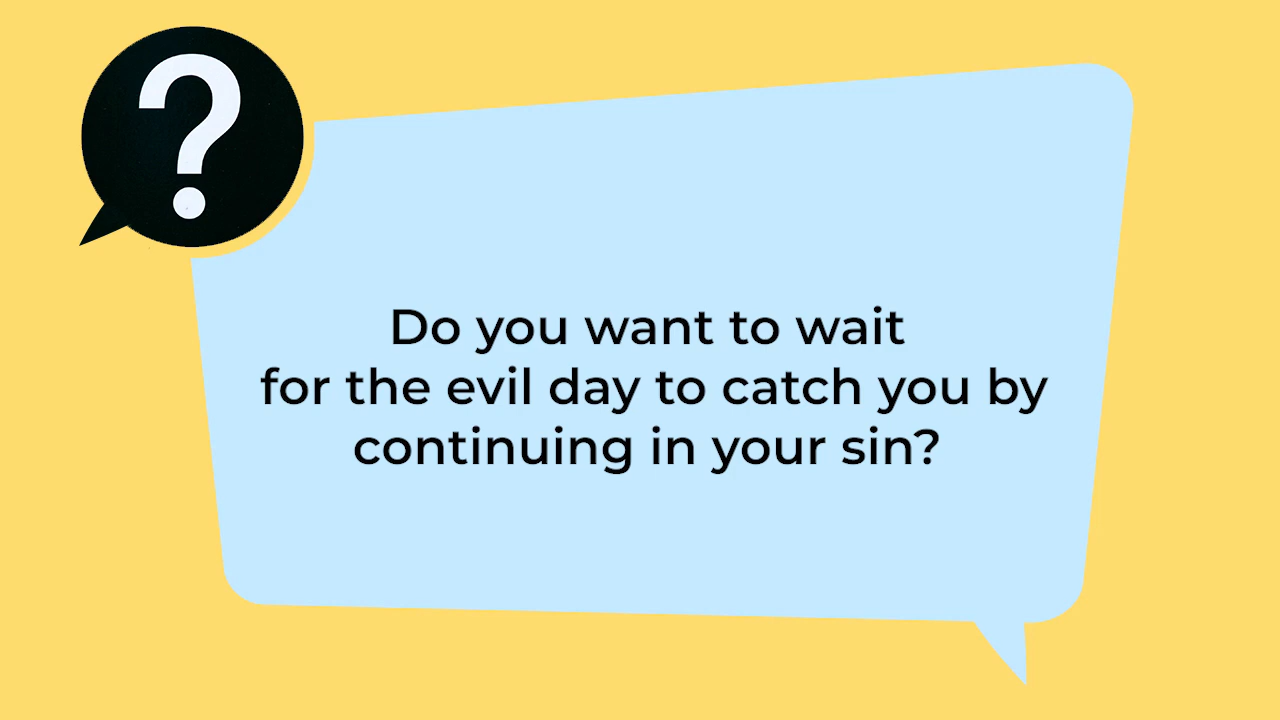 ?
Do you want to wait
for the evil day to catch you by
continuing in your sin?